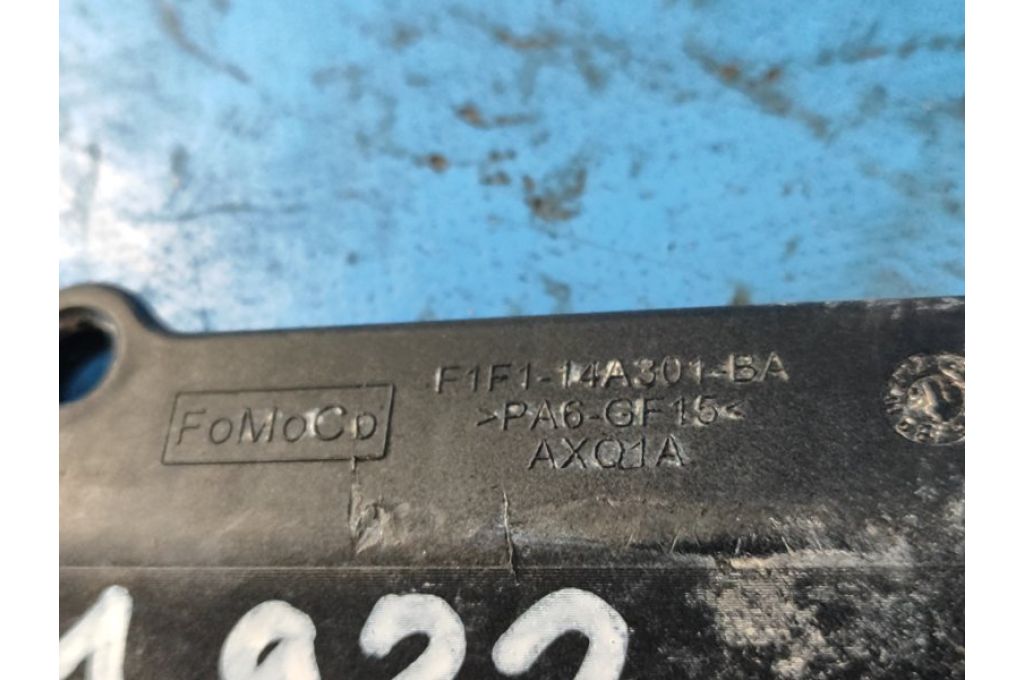 F1F1-14A301-BA
FoMoCo
>PA6-GF15<
AXQ1A